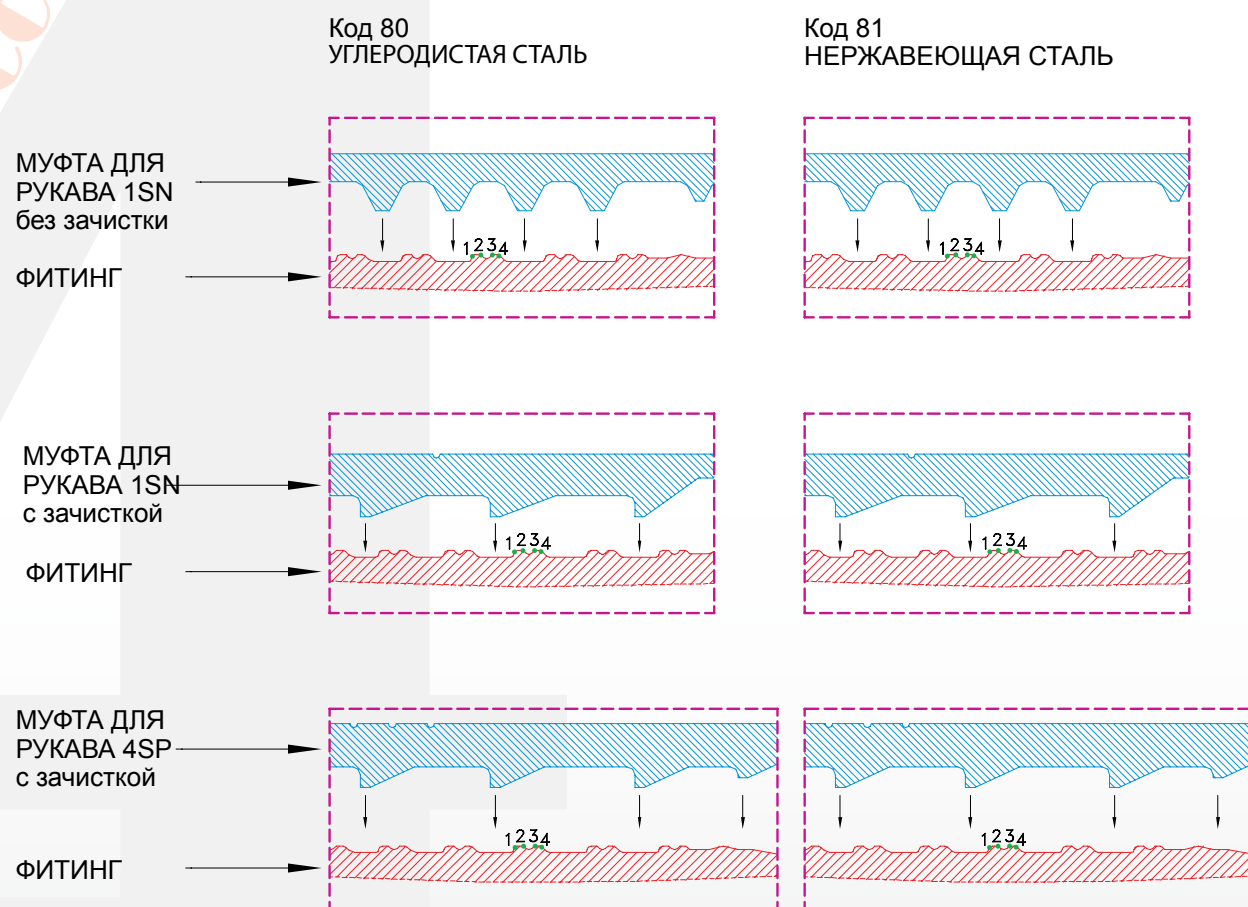 Код 80
УГЛЕРОДИСТАЯ СТАЛЬ
Код 81
НЕРЖАВЕЮЩАЯ СТАЛЬ
МУФТА ДЛЯ
РУКАВА 1SN
без зачистки
1234
1234
ФИТИНГ
МУФТА ДЛЯ
РУКАВА 1SN
с зачисткой
1234
1234
ФИТИНГ
МУФТА ДЛЯ
РУКАВА 4SP
с зачисткой
1234
1234
ФИТИНГ